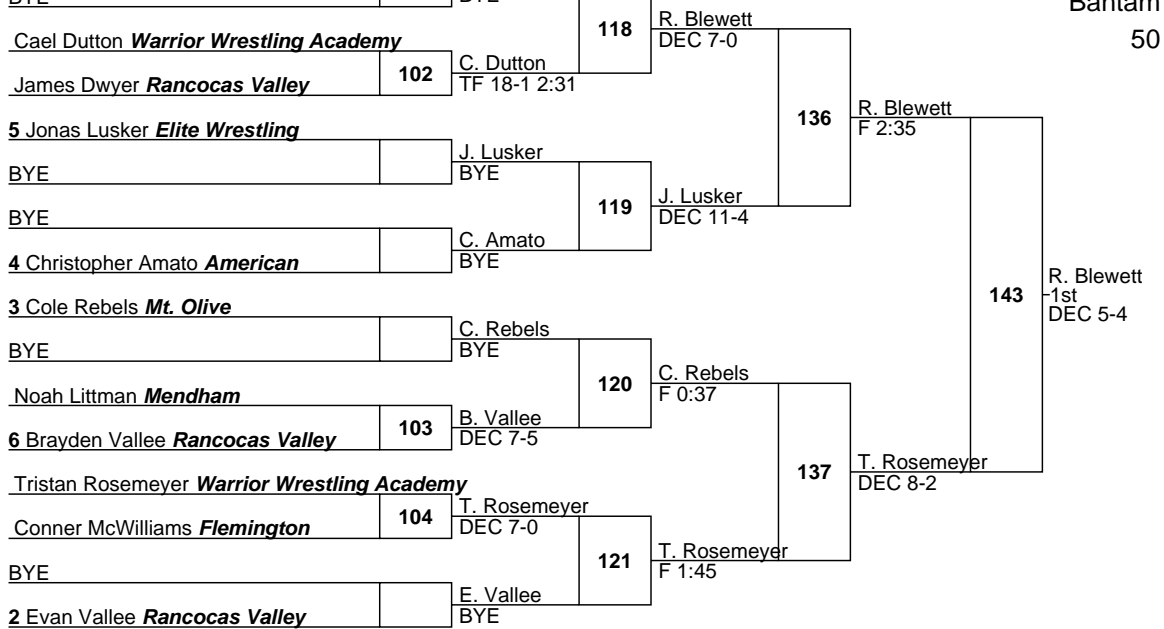 BYE
BYE
Bantam
50
118
R. Blewett
DEC 7-0
Cael Dutton Warrior Wrestling Academy
102
C. Dutton
TF 18-1 2:31
James Dwyer Rancocas Valley
136
R. Blewett
F 2:35
5 Jonas Lusker Elite Wrestling
J. Lusker
BYE
BYE
119
J. Lusker
DEC 11-4
BYE
C. Amato
BYE
4 Christopher Amato American
143
R. Blewett
1st
DEC 5-4
3 Cole Rebels Mt. Olive
C. Rebels
BYE
BYE
120
C. Rebels
F 0:37
Noah Littman Mendham
103
B. Vallee
DEC 7-5
6 Brayden Vallee Rancocas Valley
137
T. Rosemeyer
DEC 8-2
Tristan Rosemeyer Warrior Wrestling Academy
104
T. Rosemeyer
DEC 7-0
Conner McWilliams Flemington
121
T. Rosemeyer
F 1:45
BYE
E. Vallee
BYE
2 Evan Vallee Rancocas Valley